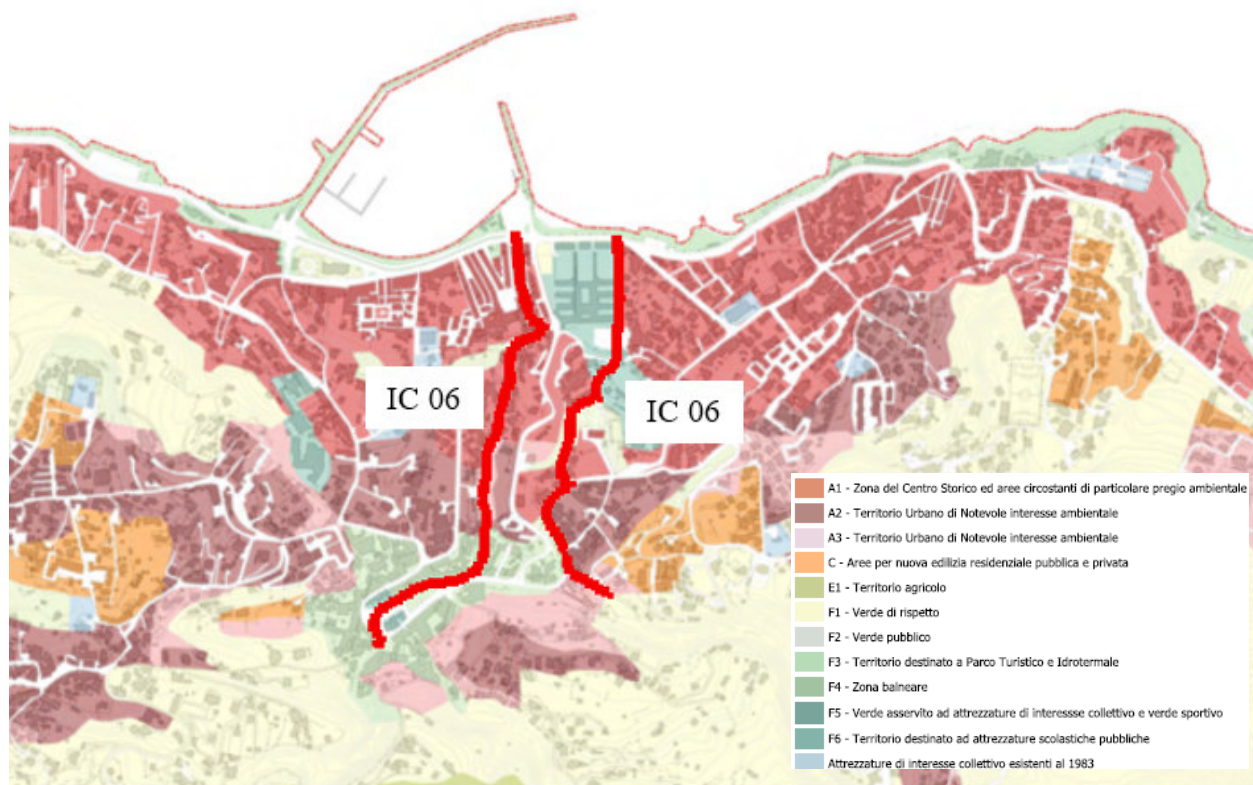 IC 06
IC 06
A1 - Zona del Centro Storico ed aree circostanti di particolare pregio ambientale
A2 - Territorio Urbano di Notevole interesse ambientale
A3 - Territorio Urbano di Notevole interesse ambientale
C - Aree per nuova edilizia residenziale pubblica e privata
E1 - Territorio agricolo
F1 - Verde di rispetto
F2 - Verde pubblico
F3 - Territorio destinato a Parco Turistico e Idrotermale
F4 - Zona balneare
F5 - Verde asservito ad attrezzature di interessse collettivo e verde sportivo
F6 - Territorio destinato ad attrezzature scolastiche pubbliche
Attrezzature di interesse collettivo esistenti al 1983